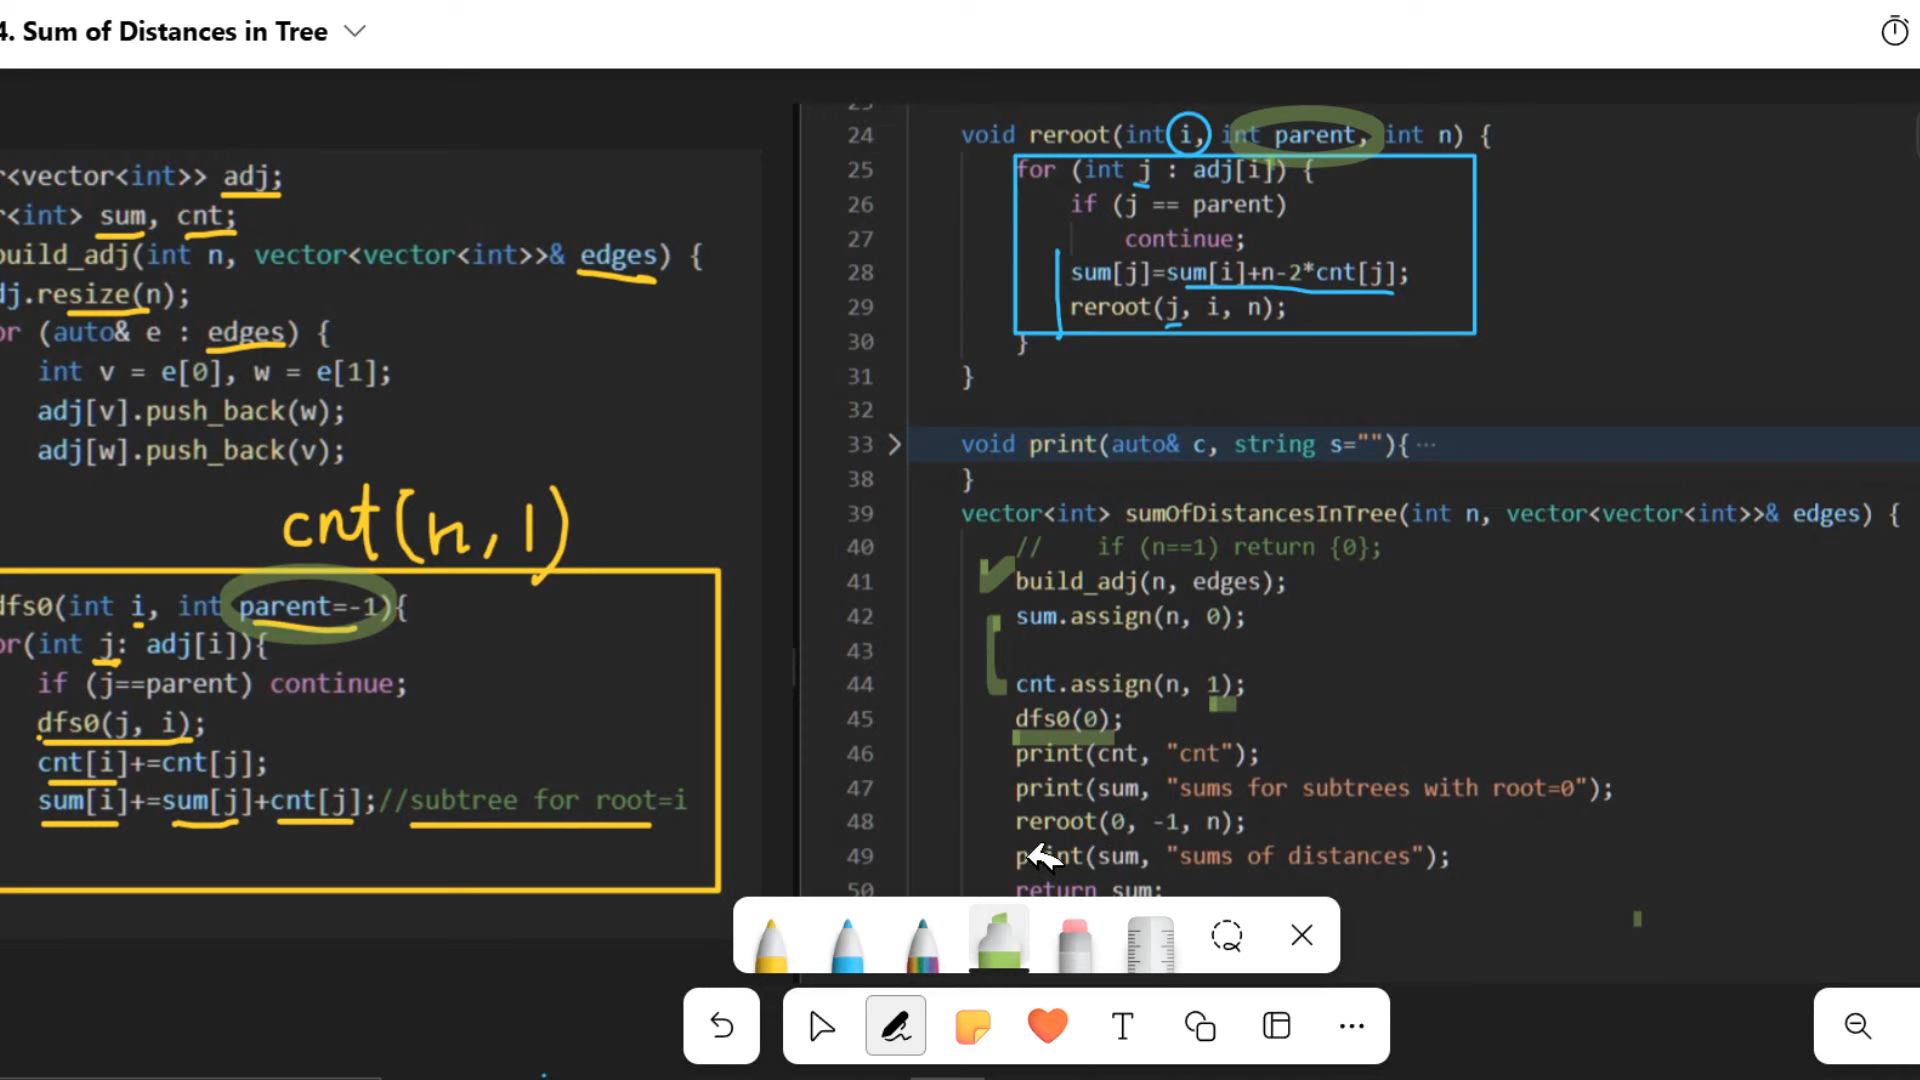 4. Sum of Distances in Tree
r<vector<int>> adj;
r<int> sum, cnt;
build_adj(int n, vector<vector<int>>& edges) {
dj.resize(n);
or (auto& e : edges) {
int v = e[0], w = e[1];
adj[v].push_back(w);
adj[w].push_back(v);
cnt(n, 1)
dfs0(int i, int parent=-1){
or(int j: adj[i]){
if (j==parent) continue;
dfs0(j, i);
cnt[i]+=cnt[j];
sum[i]+=sum[j]+cnt[j];//subtree for root=i
24 void reroot(int i, int parent, int n) {
25 for (int j : adj[i]) {
26 if (j == parent)
27 continue;
28 sum[j]=sum[i]+n-2*cnt[j];
29 reroot(j, i, n);
30 }
31 }
32
33 void print(auto& c, string s=""){ ...
38 }
39 vector<int> sumOfDistancesInTree(int n, vector<vector<int>>& edges) {
40 // if (n==1) return {0};
41 build_adj(n, edges);
42 sum.assign(n, 0);
43
44 cnt.assign(n, 1);
45 dfs0(0);
46 print(cnt, "cnt");
47 print(sum, "sums for subtrees with root=0");
48 reroot(0, -1, n);
49 print(sum, "sums of distances");
50 return sum;